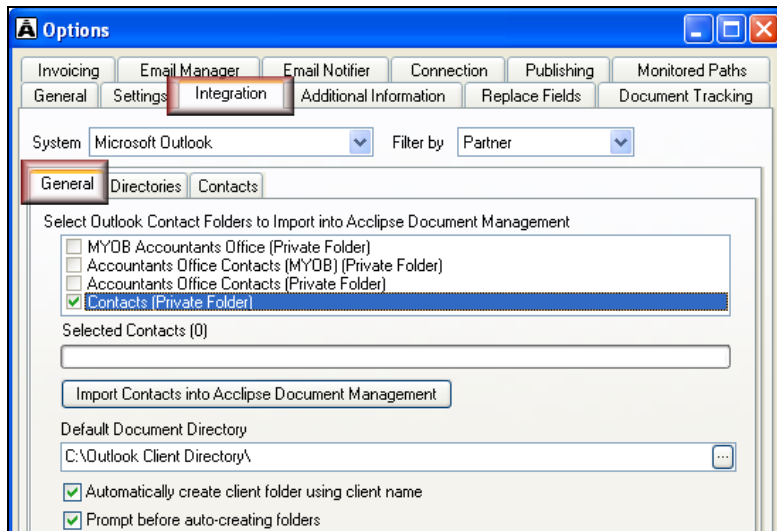 Options
Invoicing Email Manager Email Notifier Connection Publishing Monitored Paths
General Settings Integration Additional Information Replace Fields Document Tracking
System Microsoft Outlook Filter by Partner
General Directories Contacts
Select Outlook Contact Folders to Import into Acclipse Document Management
MYOB Accountants Office (Private Folder)
Accountants Office Contacts (MYOB) (Private Folder)
Accountants Office Contacts (Private Folder)
Contacts (Private Folder)
Selected Contacts (0)
Import Contacts into Acclipse Document Management
Default Document Directory
C:\Outlook Client Directory\
...
Automatically create client folder using client name
Prompt before auto-creating folders